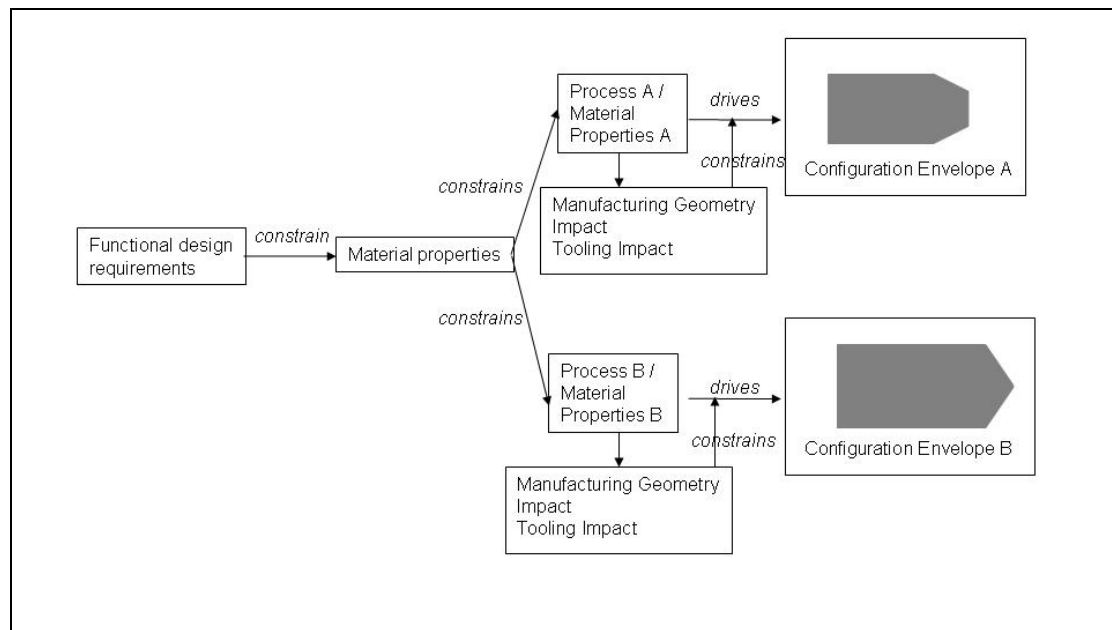 Process A /
Material
Properties A
drives
constrains
Configuration Envelope A
constrains
Manufacturing Geometry
Impact
Tooling Impact
Functional design
requirements
constrain
Material properties
constrains
Process B /
Material
Properties B
drives
constrains
Configuration Envelope B
Manufacturing Geometry
Impact
Tooling Impact